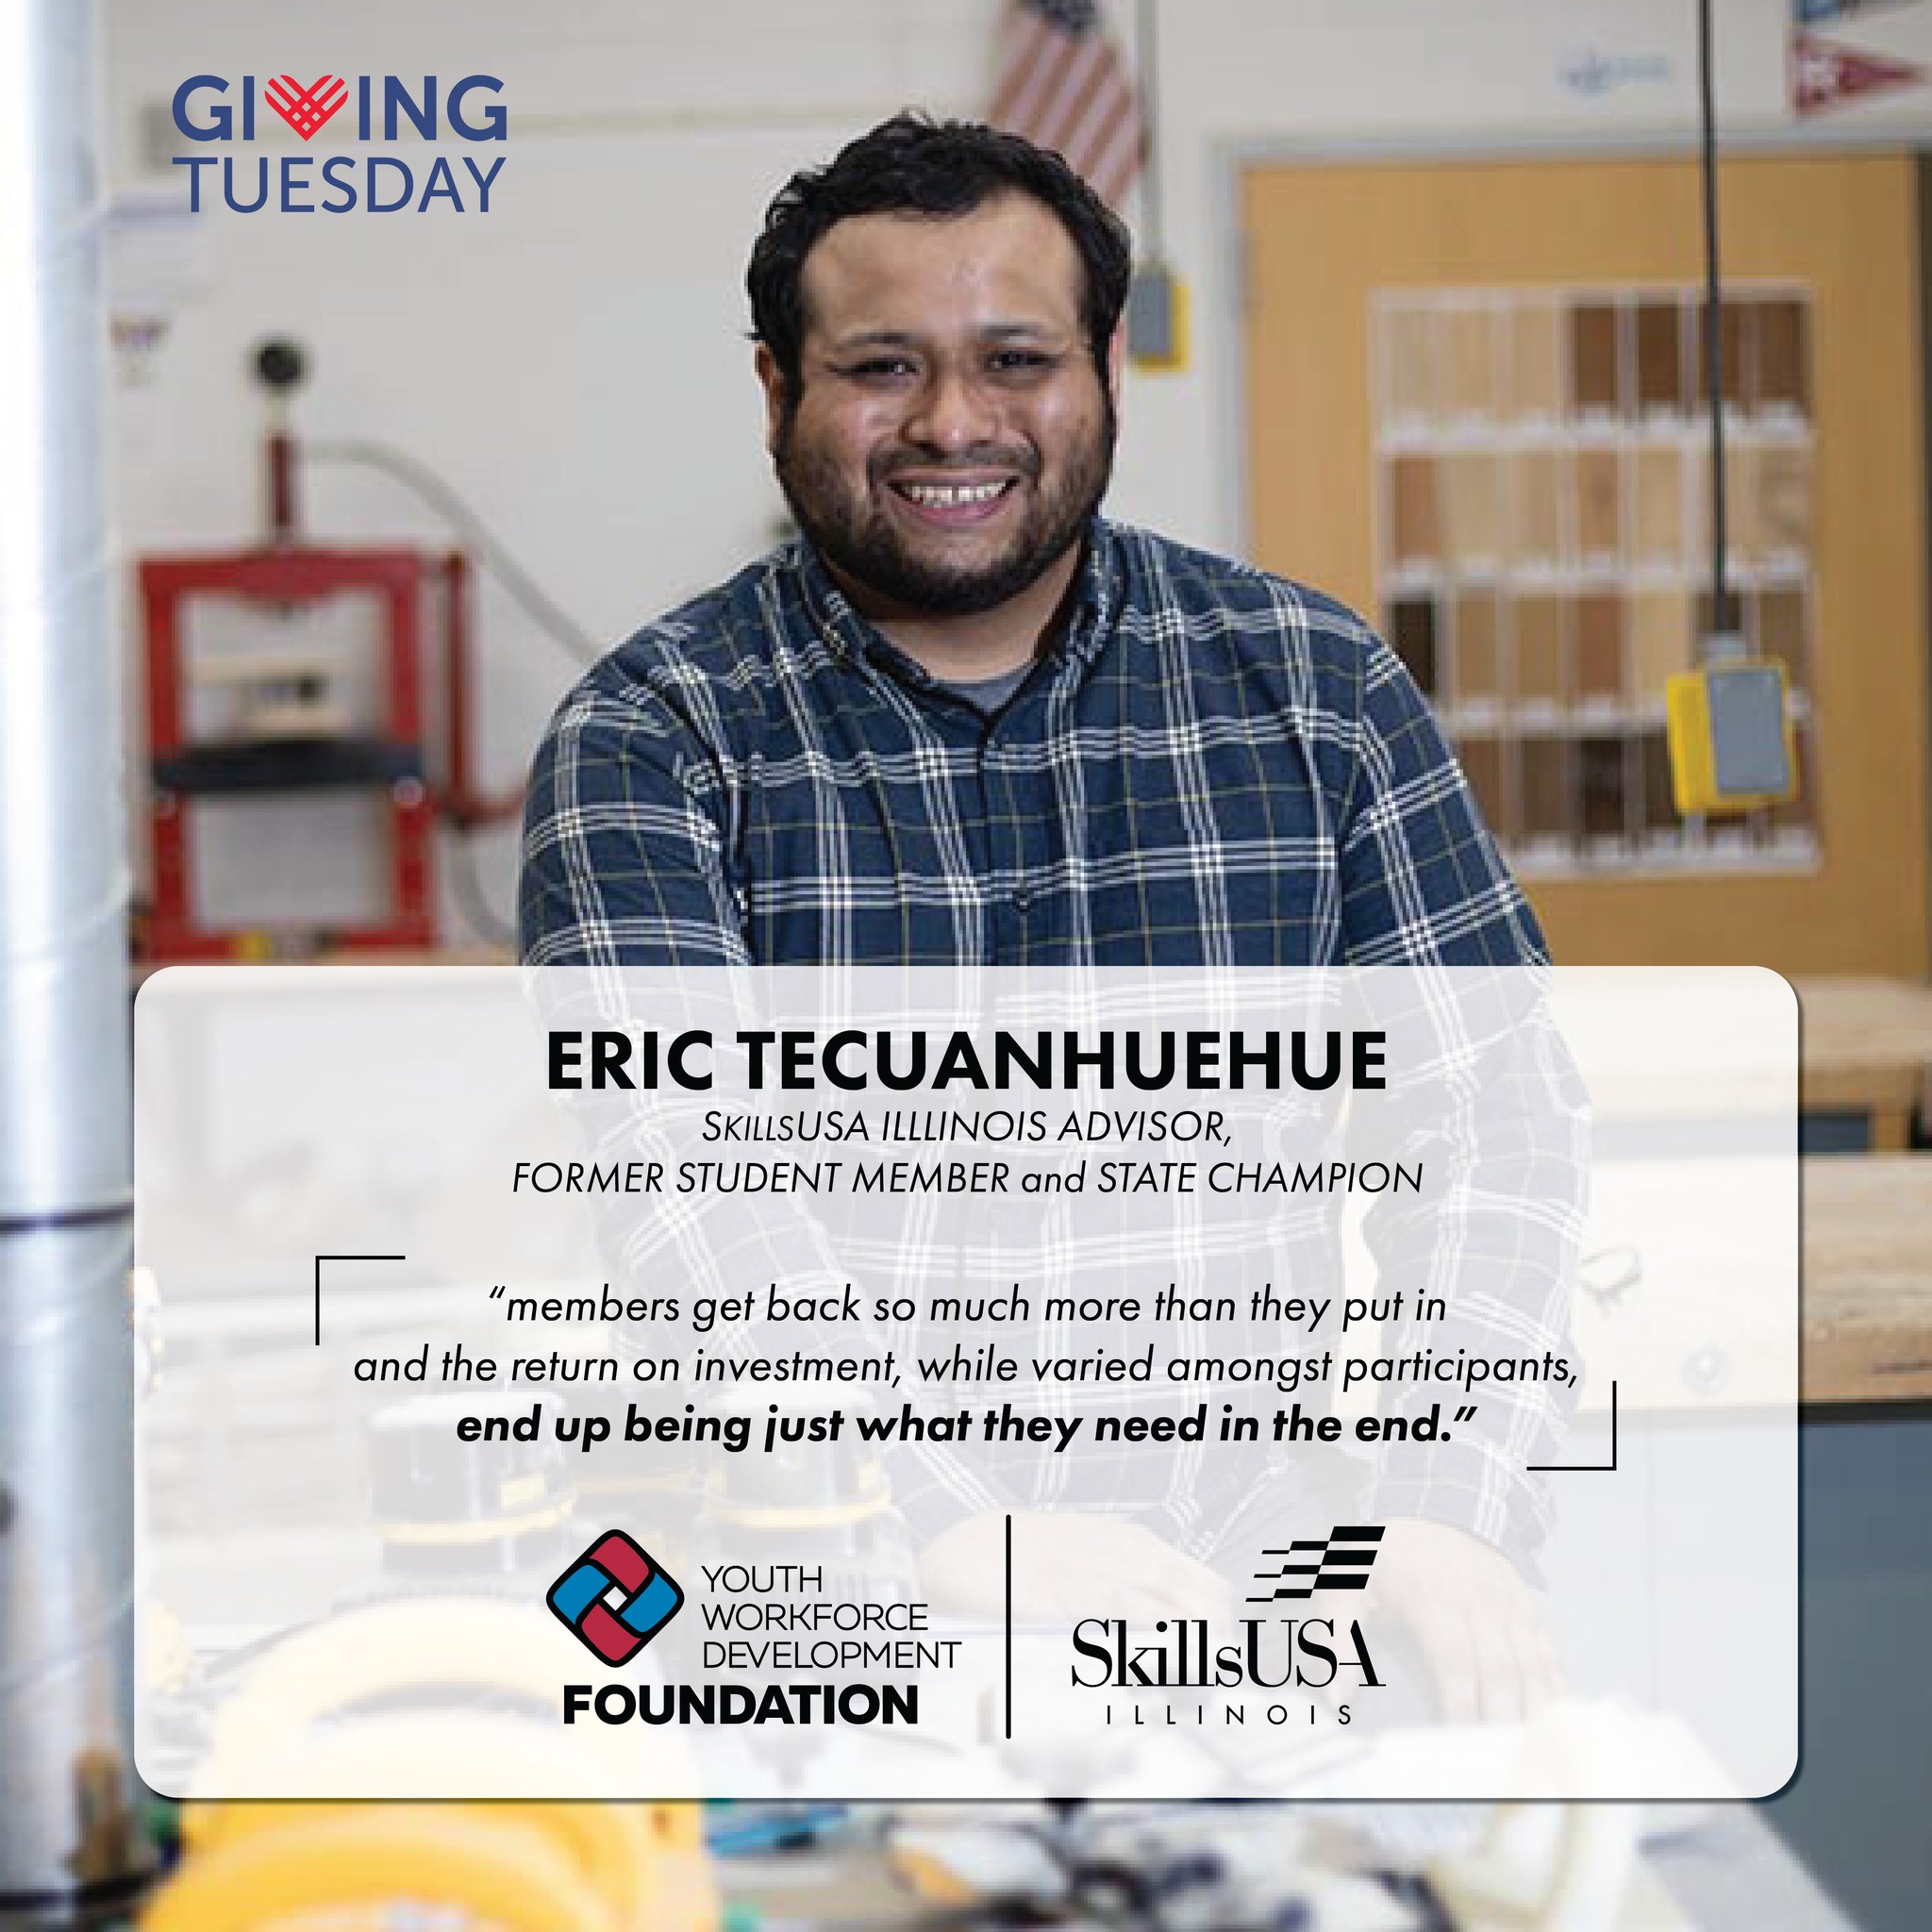 GIVING
TUESDAY
ERIC TECUANHUEHUE
SKILLSUSA ILLLINOIS ADVISOR,
FORMER STUDENT MEMBER and STATE CHAMPION
“members get back so much more than they put in
and the return on investment, while varied amongst participants,
end up being just what they need in the end.”
YOUTH
WORKFORCE
DEVELOPMENT
FOUNDATION
SkillsUSA
ILLINOIS